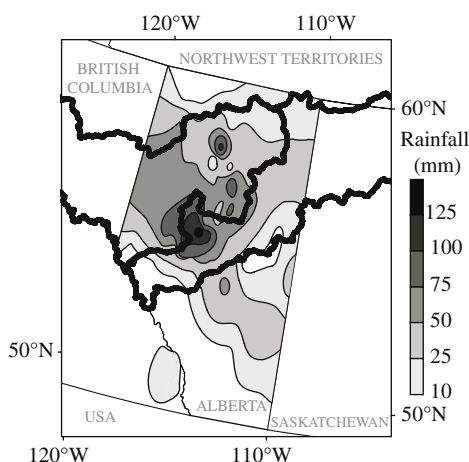 120°W 110°W
NORTHWEST TERRITORIES
BRITISH
COLUMBIA
60°N
Rainfall
(mm)
125
100
75
50
25
10
50°N
50°N
ALBERTA
USA
SASKATCHEWAN
120°W 110°W